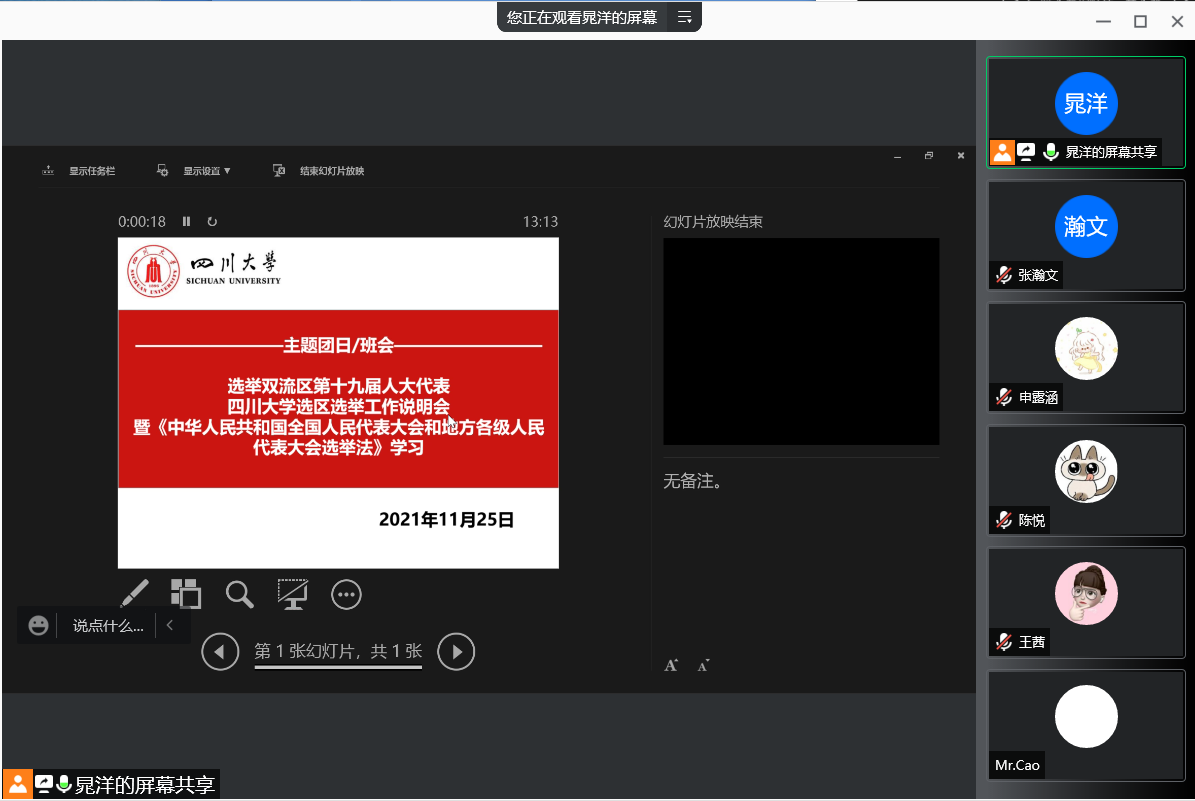 您正在观看晁洋的屏幕
显示任务栏
显示设置 ▼
结束幻灯片放映
0:00:18
13:13
幻灯片放映结束
四川大学
四川大學
SICHUAN UNIVERSITY
主题团日/班会
选举双流区第十九届人大代表
四川大学选区选举工作说明会
暨《中华人民共和国全国人民代表大会和地方各级人民
代表大会选举法》学习
2021年11月25日
无备注。
说点什么...
第 1 张幻灯片，共 1 张
A
A
晁洋的屏幕共享
晁洋
晁洋的屏幕共享
瀚文
张瀚文
申露涵
陈悦
王茜
Mr.Cao